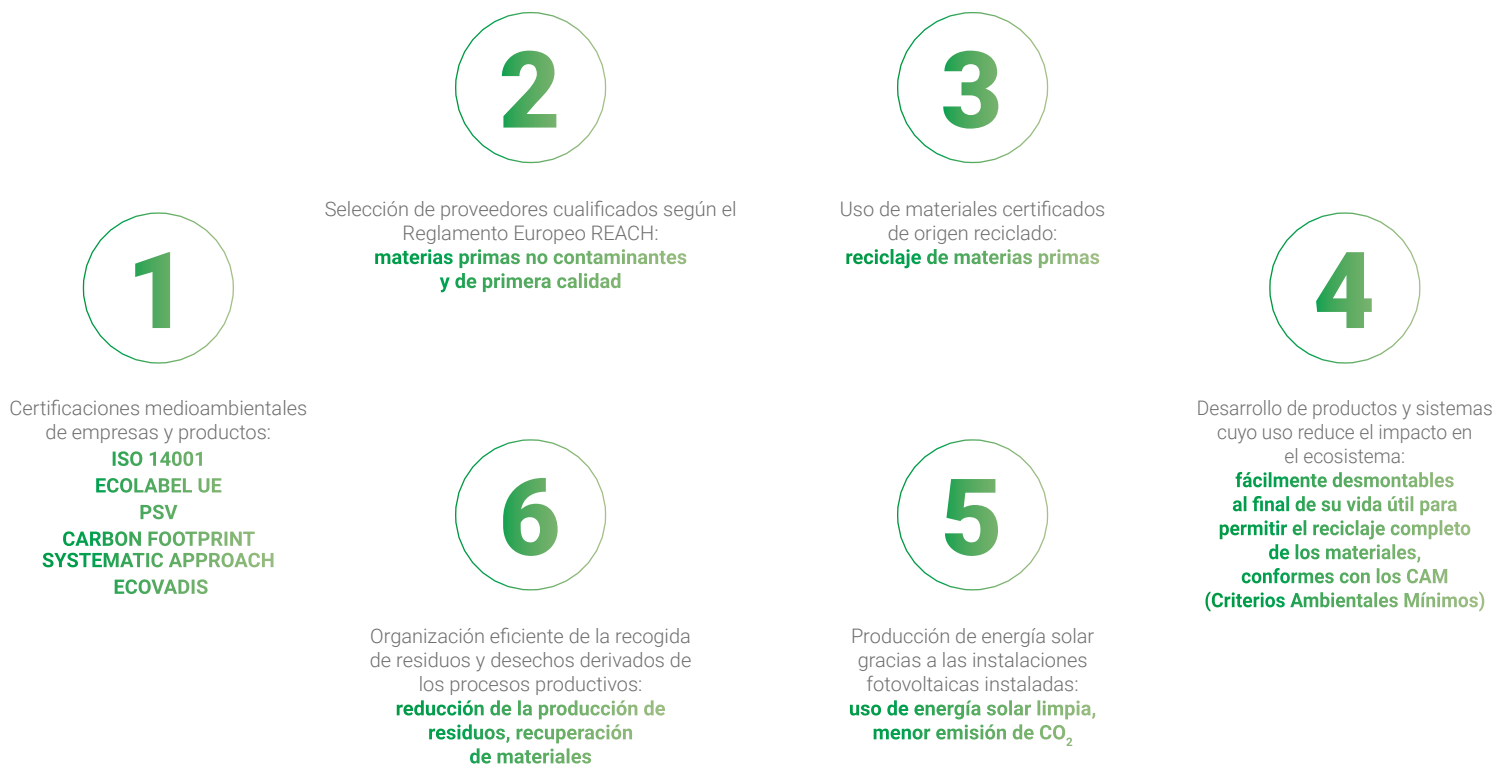 1
Certificaciones medioambientales
de empresas y productos:
ISO 14001
ECOLABEL UE
PSV
CARBON FOOTPRINT
SYSTEMATIC APPROACH
ECOVADIS
2
Selección de proveedores cualificados según el
Reglamento Europeo REACH:
materias primas no contaminantes
y de primera calidad
3
Uso de materiales certificados
de origen reciclado:
reciclaje de materias primas
4
Desarrollo de productos y sistemas
cuyo uso reduce el impacto en
el ecosistema:
fácilmente desmontables
al final de su vida útil para
permitir el reciclaje completo
de los materiales,
conformes con los CAM
(Criterios Ambientales Mínimos)
5
Producción de energía solar
gracias a las instalaciones
fotovoltaicas instaladas:
uso de energía solar limpia,
menor emisión de CO₂
6
Organización eficiente de la recogida
de residuos y desechos derivados de
los procesos productivos:
reducción de la producción de
residuos, recuperación
de materiales